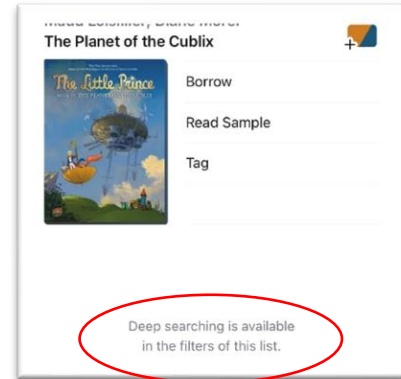 The Planet of the Cublix
The Little Prince
Borrow
Read Sample
Tag
Deep searching is available
in the filters of this list.